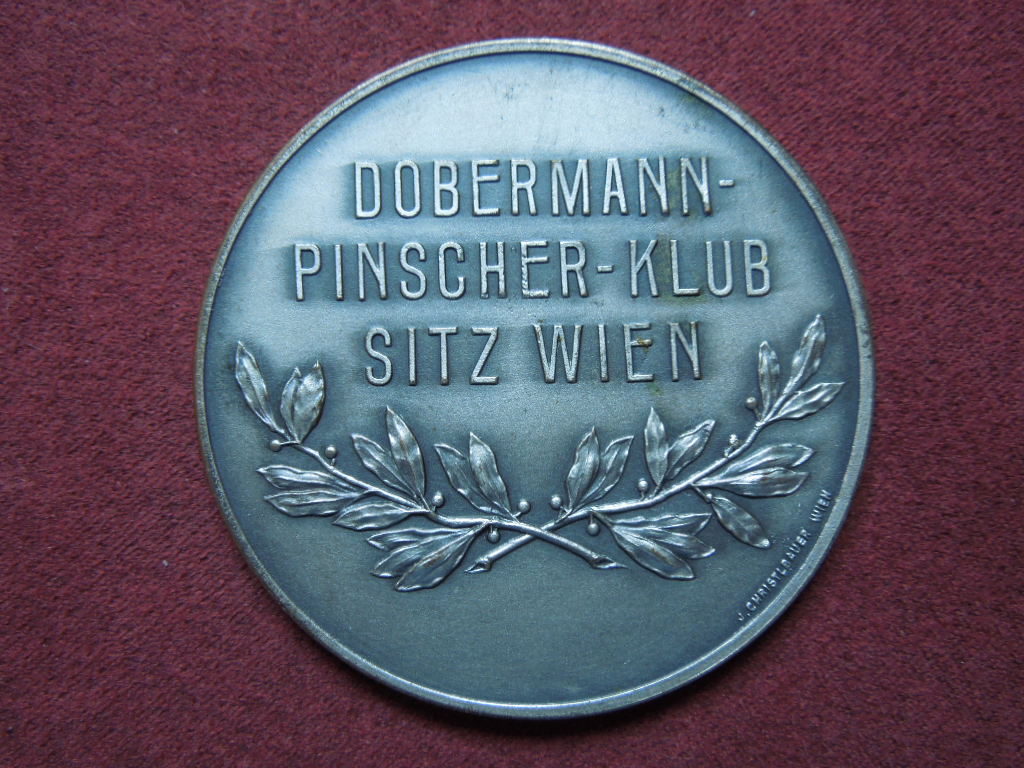 DOBERMANN-
PINSCHER-KLUB
SITZ WIEN
J. CHRISTLBAUER WIEN